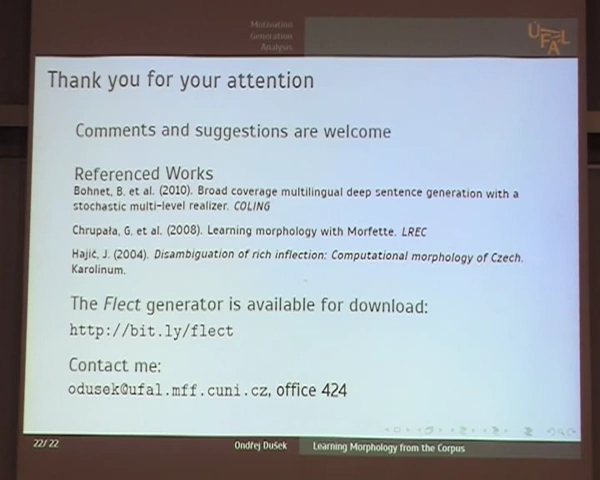 Motivation
Generation
Analysis
ÚFAL
Thank you for your attention
Comments and suggestions are welcome
Referenced Works
Bohnet, B. et al. (2010). Broad coverage multilingual deep sentence generation with a
stochastic multi-level realizer. COLING
Chrupała, G. et al. (2008). Learning morphology with Morfette. LREC
Hajič, J. (2004). Disambiguation of rich inflection: Computational morphology of Czech.
Karolinum.
The Flect generator is available for download:
http://bit.ly/flect
Contact me:
odusek@ufal.mff.cuni.cz, office 424
22/22
Ondřej Dušek
Learning Morphology from the Corpus